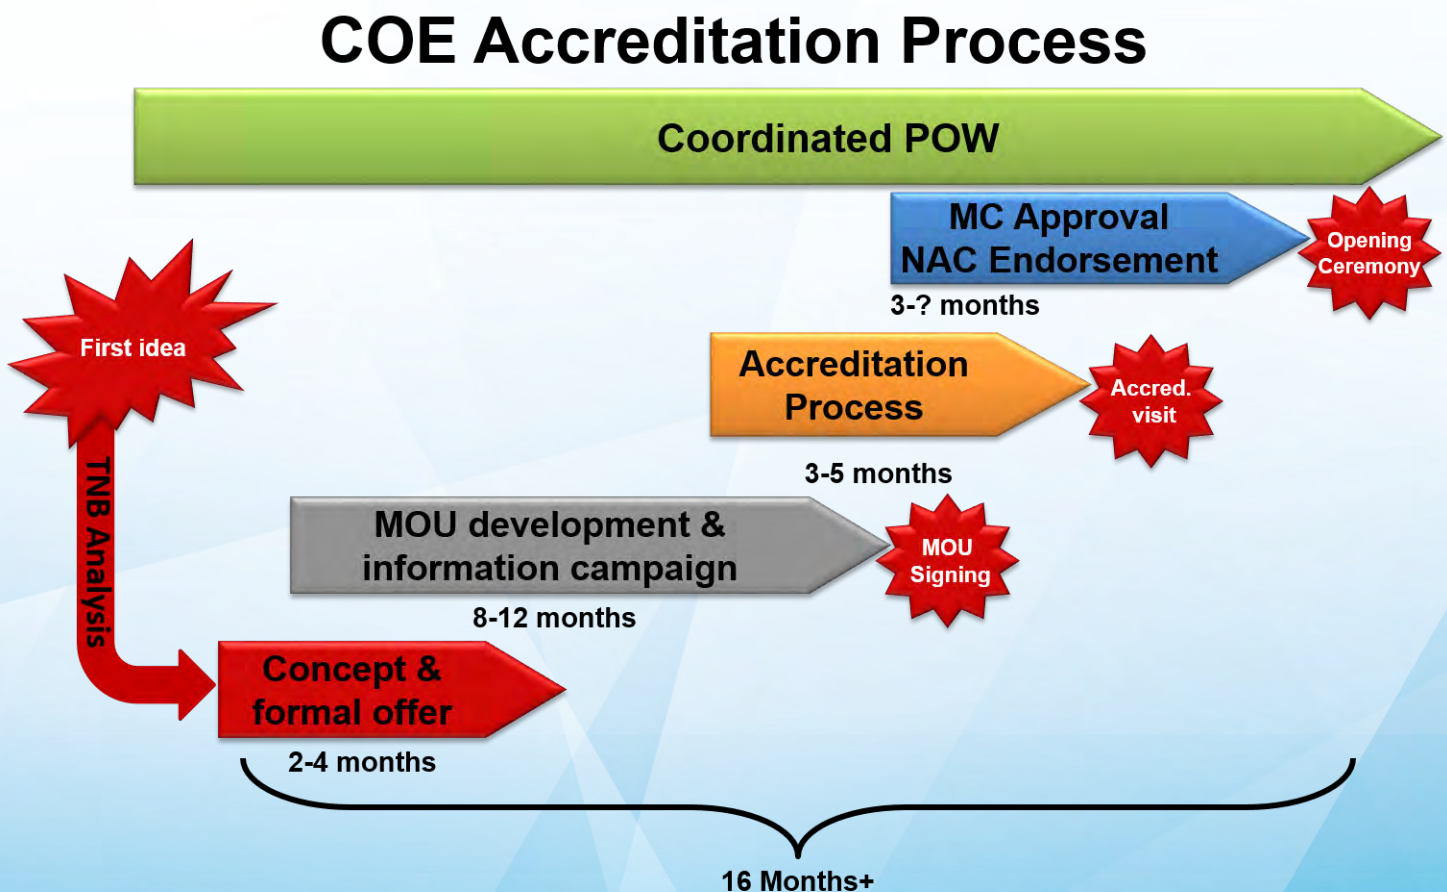 COE Accreditation Process
Coordinated POW
MC Approval
NAC Endorsement
Opening
Ceremony
3-? months
First idea
Accreditation
Process
Accred.
visit
3-5 months
TNB Analysis
MOU development &
information campaign
MOU
Signing
8-12 months
Concept &
formal offer
2-4 months
16 Months+